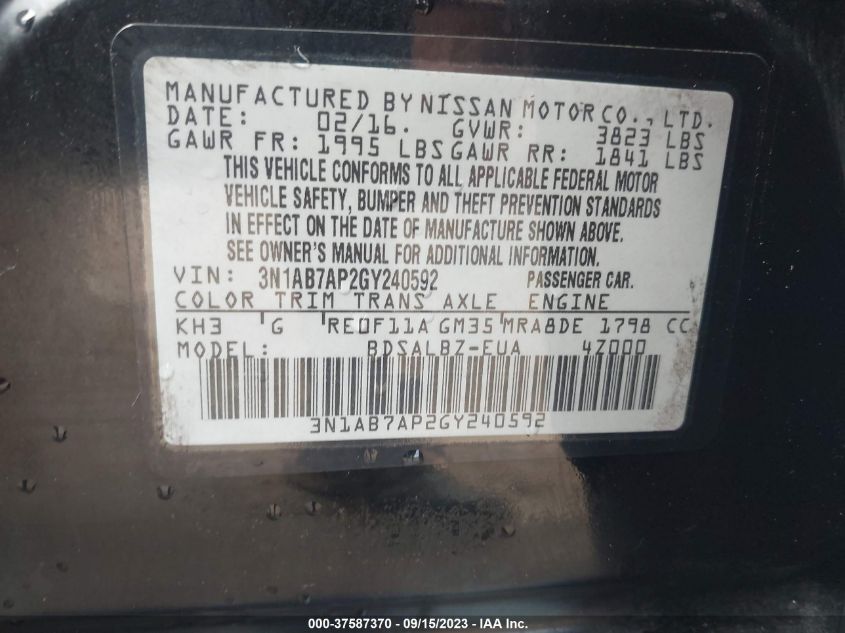 MANUFACTURED BY NISSAN MOTOR CO., LTD.
DATE: 02/16. GVWR: 3823 LBS
GAWR FR: 1995 LBS GAWR RR: 1841 LBS
THIS VEHICLE CONFORMS TO ALL APPLICABLE FEDERAL MOTOR
VEHICLE SAFETY, BUMPER AND THEFT PREVENTION STANDARDS
IN EFFECT ON THE DATE OF MANUFACTURE SHOWN ABOVE.
SEE OWNER'S MANUAL FOR ADDITIONAL INFORMATION.
VIN: 3N1AB7AP2GY240592 PASSENGER CAR.
COLOR TRIM TRANS AXLE ENGINE
KH3 G RE0F11A GM35 MRA8DE 1798 CC
MODEL: BDSALBZ-EUA 4Z000
3N1AB7AP2GY240592
000-37587370 - 09/15/2023 - IAA Inc.